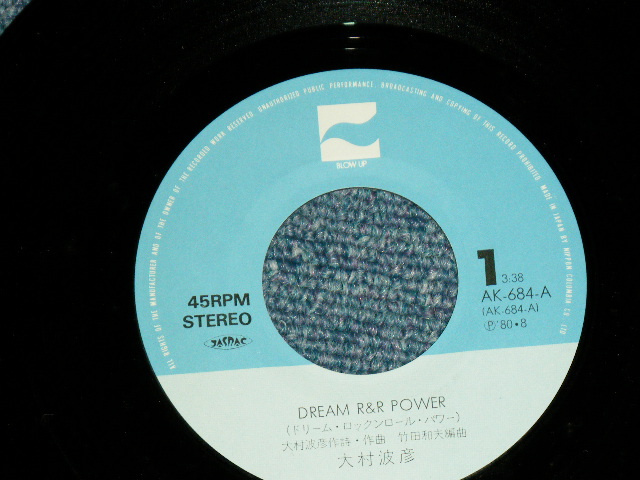 ALL RIGHTS OF THE MANUFACTURER AND OF THE OWNER OF THE RECORDED WORK RESERVED. UNAUTHORIZED PUBLIC PERFORMANCE, BROADCASTING AND COPYING OF THIS RECORD PROHIBITED. MADE IN JAPAN BY NIPPON COLUMBIA CO., LTD.
BLOW UP
1 3:38
45RPM
STEREO
AK-684-A
(AK-684-A)
JASRAC
Ⓟ'80・8
DREAM R&R POWER
(ドリーム・ロックンロール・パワー)
大村波彦作詩・作曲 竹田和夫編曲
大村波彦